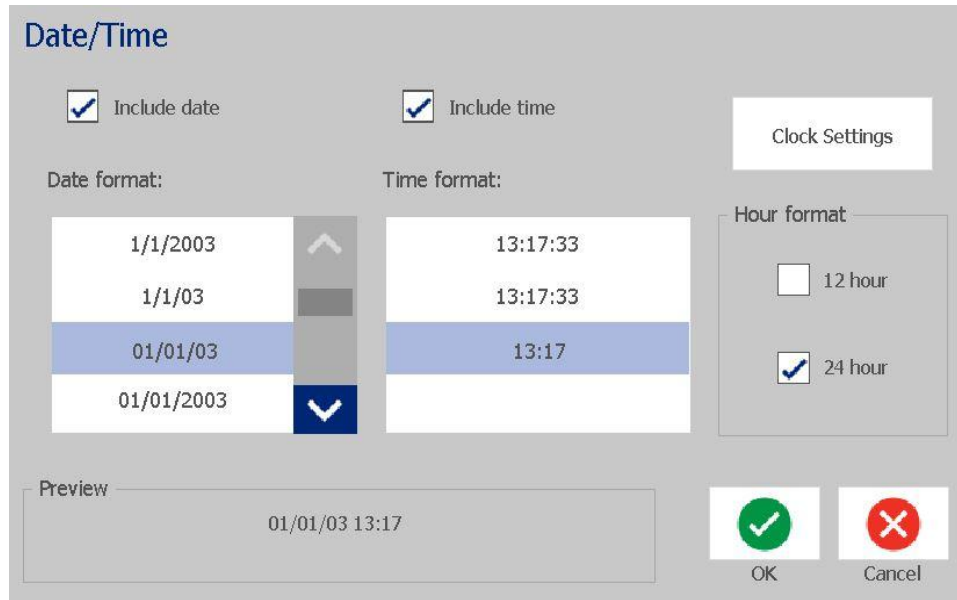 Date/Time
Include date
Include time
Clock Settings
Date format:
Time format:
Hour format
1/1/2003
1/1/03
01/01/03
01/01/2003
13:17:33
13:17:33
13:17
12 hour
24 hour
Preview
01/01/03 13:17
OK
Cancel